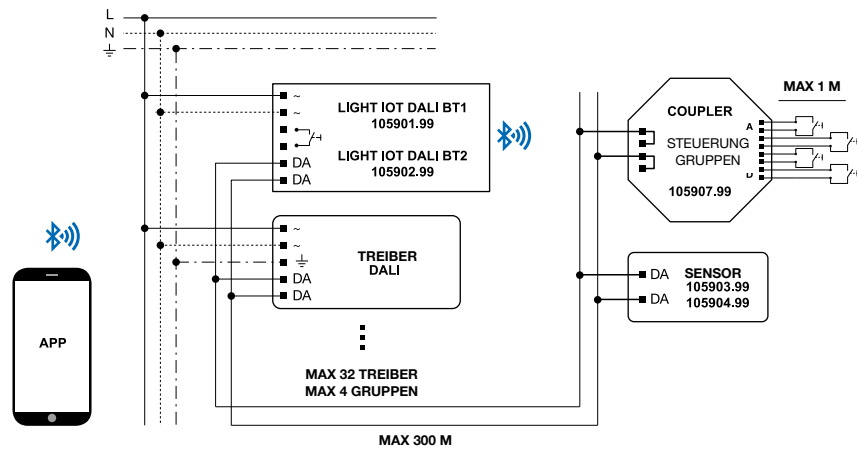 L
N
~
~
DA
DA
LIGHT IOT DALI BT1
105901.99
LIGHT IOT DALI BT2
105902.99
~
~
DA
DA
TREIBER
DALI
APP
MAX 32 TREIBER
MAX 4 GRUPPEN
MAX 300 M
COUPLER
STEUERUNG
GRUPPEN
105907.99
A
D
MAX 1 M
DA
DA
SENSOR
105903.99
105904.99